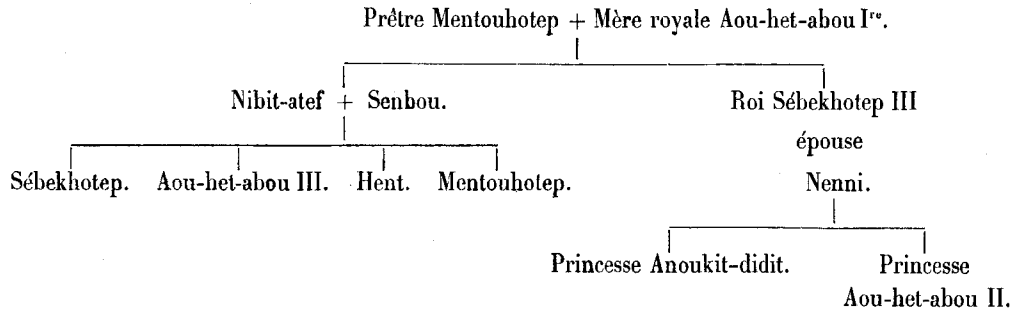 Prêtre Mentouhotep + Mère royale Aou-het-abou Iʳᵉ.
Nibit-atef + Senbou. Roi Sébekhotep III
épouse
Sébekhotep. Aou-het-abou III. Hent. Mentouhotep. Nenni.
Princesse Anoukit-didit. Princesse
Aou-het-abou II.